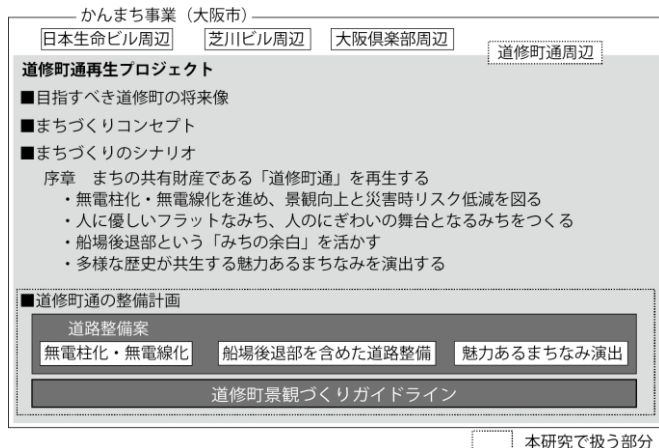 かんまち事業（大阪市）
日本生命ビル周辺 芝川ビル周辺 大阪倶楽部周辺 道修町通周辺
道修町通再生プロジェクト
■目指すべき道修町の将来像
■まちづくりコンセプト
■まちづくりのシナリオ
序章　まちの共有財産である「道修町通」を再生する
・無電柱化・無電線化を進め、景観向上と災害時リスク低減を図る
・人に優しいフラットなみち、人のにぎわいの舞台となるみちをつくる
・船場後退部という「みちの余白」を活かす
・多様な歴史が共生する魅力あるまちなみを演出する
■道修町通の整備計画
道路整備案
無電柱化・無電線化 船場後退部を含めた道路整備 魅力あるまちなみ演出
道修町景観づくりガイドライン
本研究で扱う部分